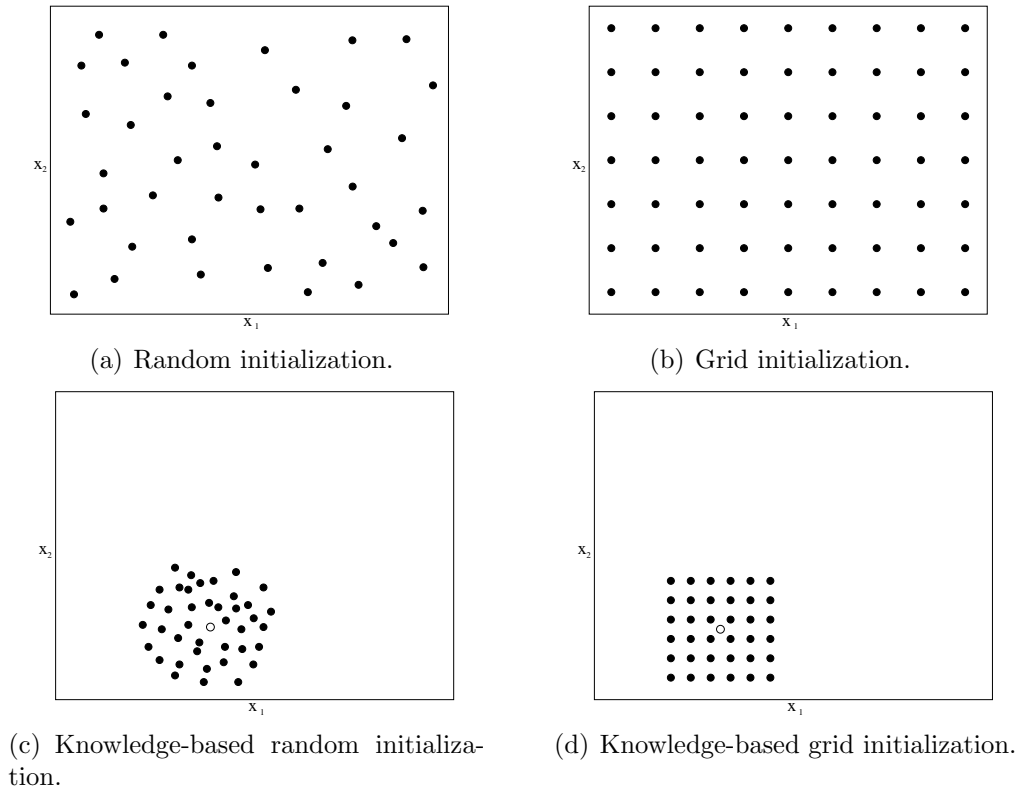 x₂
x₁
(a) Random initialization.
x₂
x₁
(b) Grid initialization.
x₂
x₁
(c) Knowledge-based random initializa-
tion.
x₂
x₁
(d) Knowledge-based grid initialization.